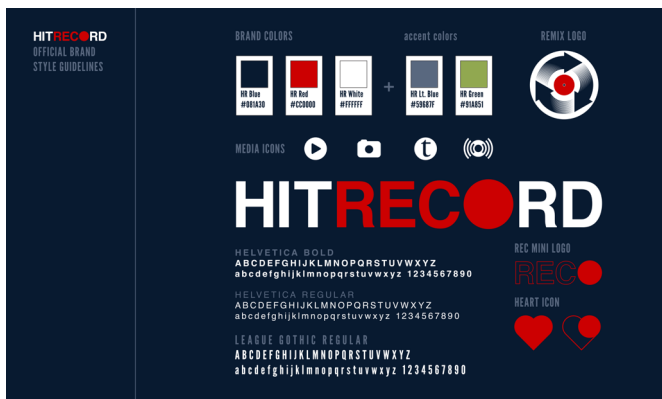 HITRECORD
OFFICIAL BRAND
STYLE GUIDELINES
BRAND COLORS
accent colors
REMIX LOGO
HR Blue
#081A30
HR Red
#CC0000
HR White
#FFFFFF
+
HR Lt. Blue
#59687F
HR Green
#91A851
MEDIA ICONS
t
HITRECORD
HELVETICA BOLD
ABCDEFGHIJKLMNOPQRSTUVWXYZ
abcdefghijklmnopqrstuvwxyz 1234567890
HELVETICA REGULAR
ABCDEFGHIJKLMNOPQRSTUVWXYZ
abcdefghijklmnopqrstuvwxyz 1234567890
LEAGUE GOTHIC REGULAR
ABCDEFGHIJKLMNOPQRSTUVWXYZ
abcdefghijklmnopqrstuvwxyz 1234567890
REC MINI LOGO
REC
HEART ICON